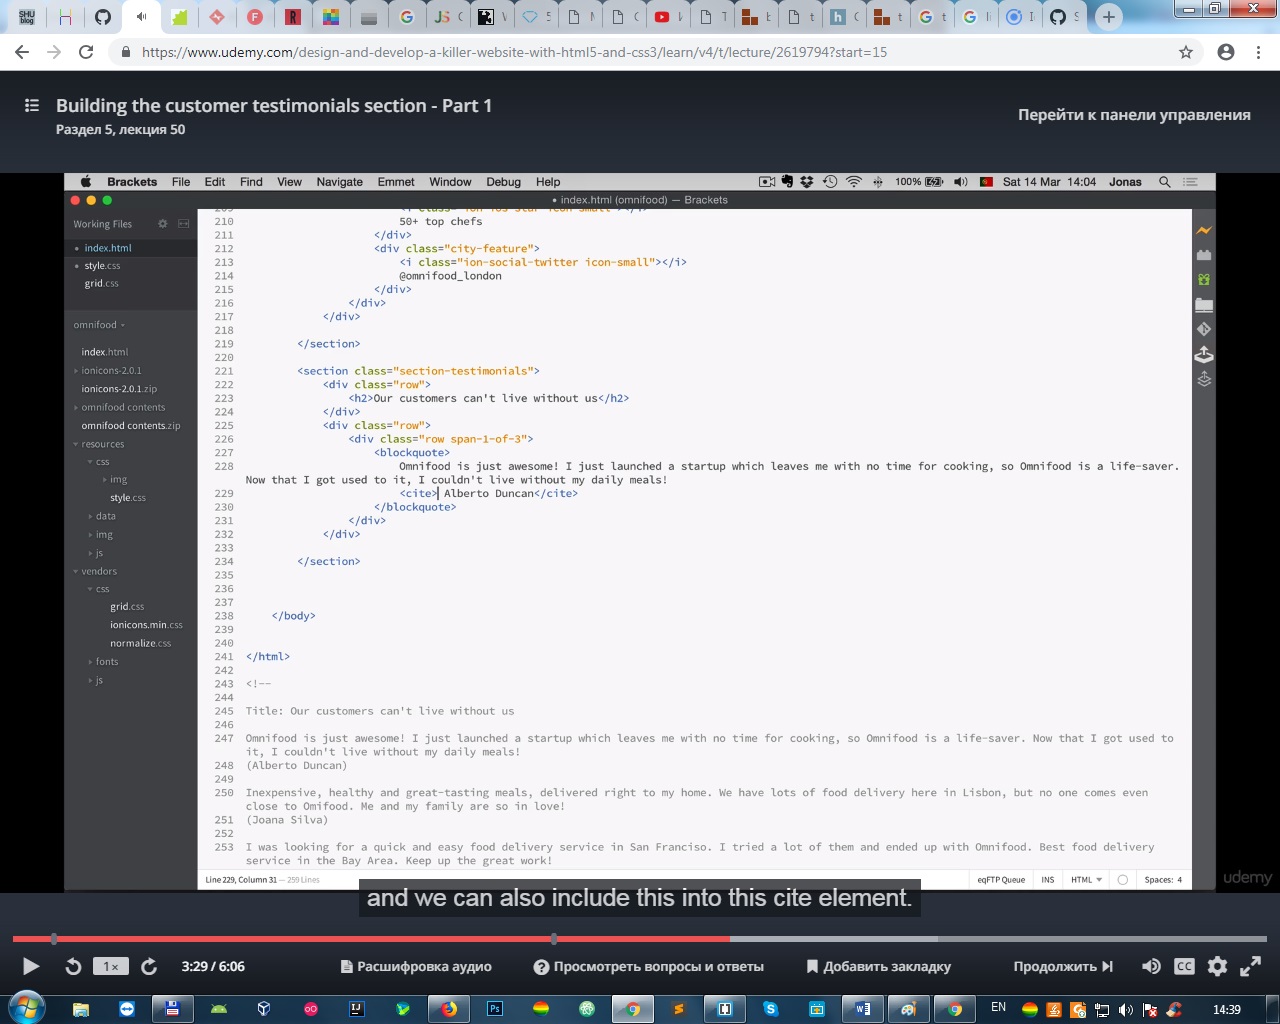 https://www.udemy.com/design-and-develop-a-killer-website-with-html5-and-css3/learn/v4/t/lecture/2619794?start=15
Building the customer testimonials section - Part 1
Раздел 5, лекция 50
Перейти к панели управления
Brackets File Edit Find View Navigate Emmet Window Debug Help 100% Sat 14 Mar 14:04 Jonas
• index.html (omnifood) — Brackets
Working Files
index.html
style.css
grid.css
omnifood
index.html
ionicons-2.0.1
ionicons-2.0.1.zip
omnifood contents
omnifood contents.zip
resources
css
img
style.css
data
img
js
vendors
css
grid.css
ionicons.min.css
normalize.css
fonts
js
210 50+ top chefs
211 </div>
212 <div class="city-feature">
213 <i class="ion-social-twitter icon-small"></i>
214 @omnifood_london
215 </div>
216 </div>
217 </div>
218
219 </section>
220
221 <section class="section-testimonials">
222 <div class="row">
223 <h2>Our customers can't live without us</h2>
224 </div>
225 <div class="row">
226 <div class="row span-1-of-3">
227 <blockquote>
228 Omnifood is just awesome! I just launched a startup which leaves me with no time for cooking, so Omnifood is a life-saver.
Now that I got used to it, I couldn't live without my daily meals!
229 <cite> Alberto Duncan</cite>
230 </blockquote>
231 </div>
232 </div>
233
234 </section>
235
236
237
238 </body>
239
240
241 </html>
242
243 <!--
244
245 Title: Our customers can't live without us
246
247 Omnifood is just awesome! I just launched a startup which leaves me with no time for cooking, so Omnifood is a life-saver. Now that I got used to
it, I couldn't live without my daily meals!
248 (Alberto Duncan)
249
250 Inexpensive, healthy and great-tasting meals, delivered right to my home. We have lots of food delivery here in Lisbon, but no one comes even
close to Omifood. Me and my family are so in love!
251 (Joana Silva)
252
253 I was looking for a quick and easy food delivery service in San Franciso. I tried a lot of them and ended up with Omnifood. Best food delivery
service in the Bay Area. Keep up the great work!
Line 229, Column 31 — 259 Lines
eqFTP Queue INS HTML Spaces: 4
udemy
and we can also include this into this cite element.
1× 3:29 / 6:06 Расшифровка аудио Просмотреть вопросы и ответы Добавить закладку Продолжить CC
EN 14:39